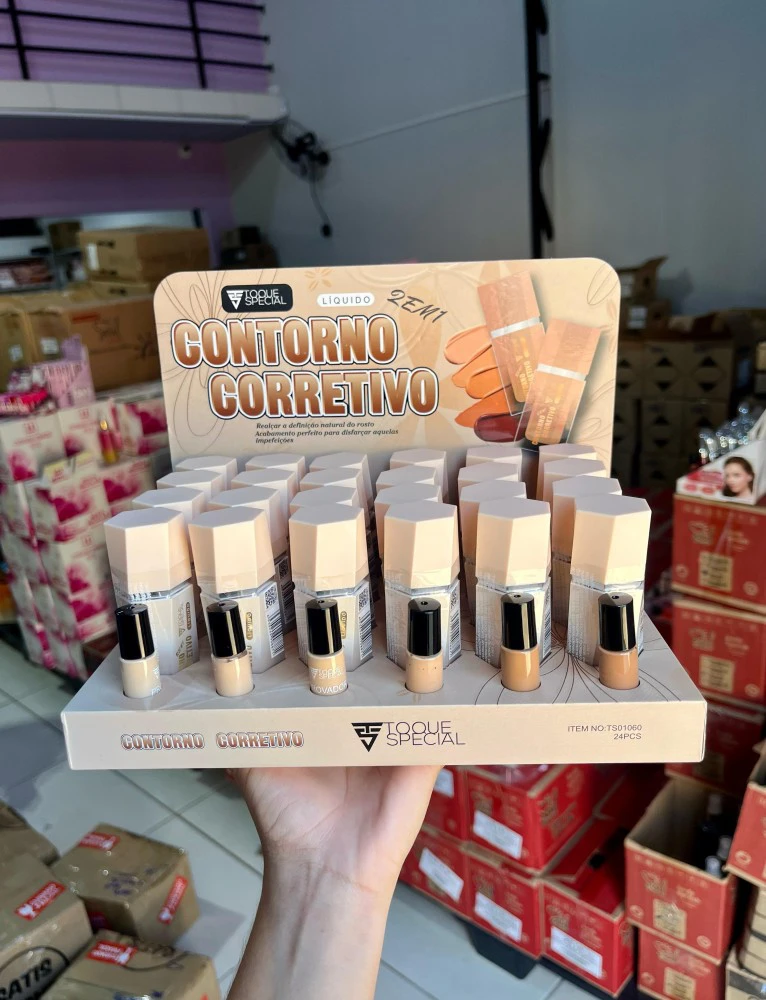 TOQUE
SPECIAL
LÍQUIDO
2EM1
CONTORNO
CORRETIVO
Realçar a definição natural do rosto
Acabamento perfeito para disfarçar aquelas
impefeições
CONTORNO CORRETIVO
TOQUE
SPECIAL
ITEM NO:TS01060
24PCS